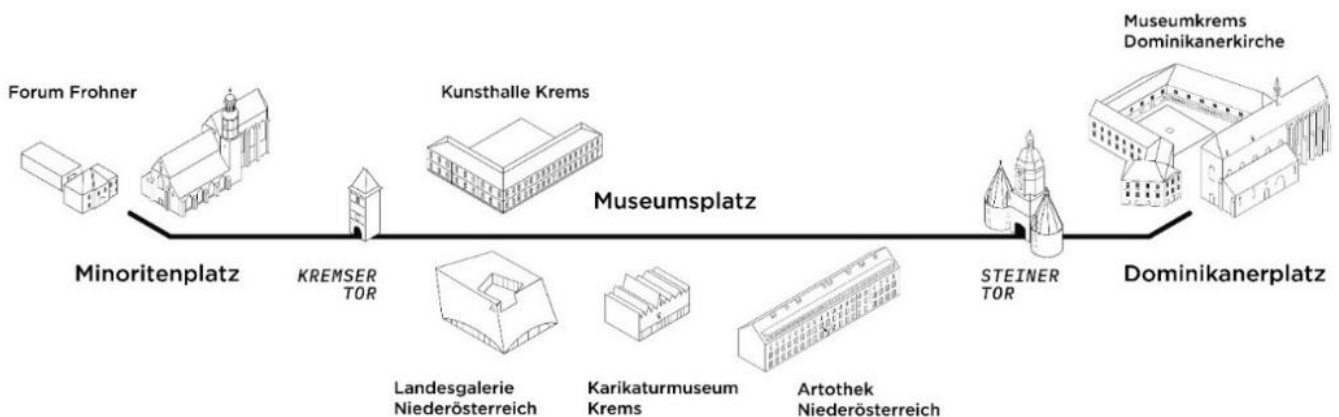 Museumkrems
Dominikanerkirche
Forum Frohner
Kunsthalle Krems
Museumsplatz
Minoritenplatz
KREMSER
TOR
STEINER
TOR
Dominikanerplatz
Landesgalerie
Niederösterreich
Karikaturmuseum
Krems
Artothek
Niederösterreich